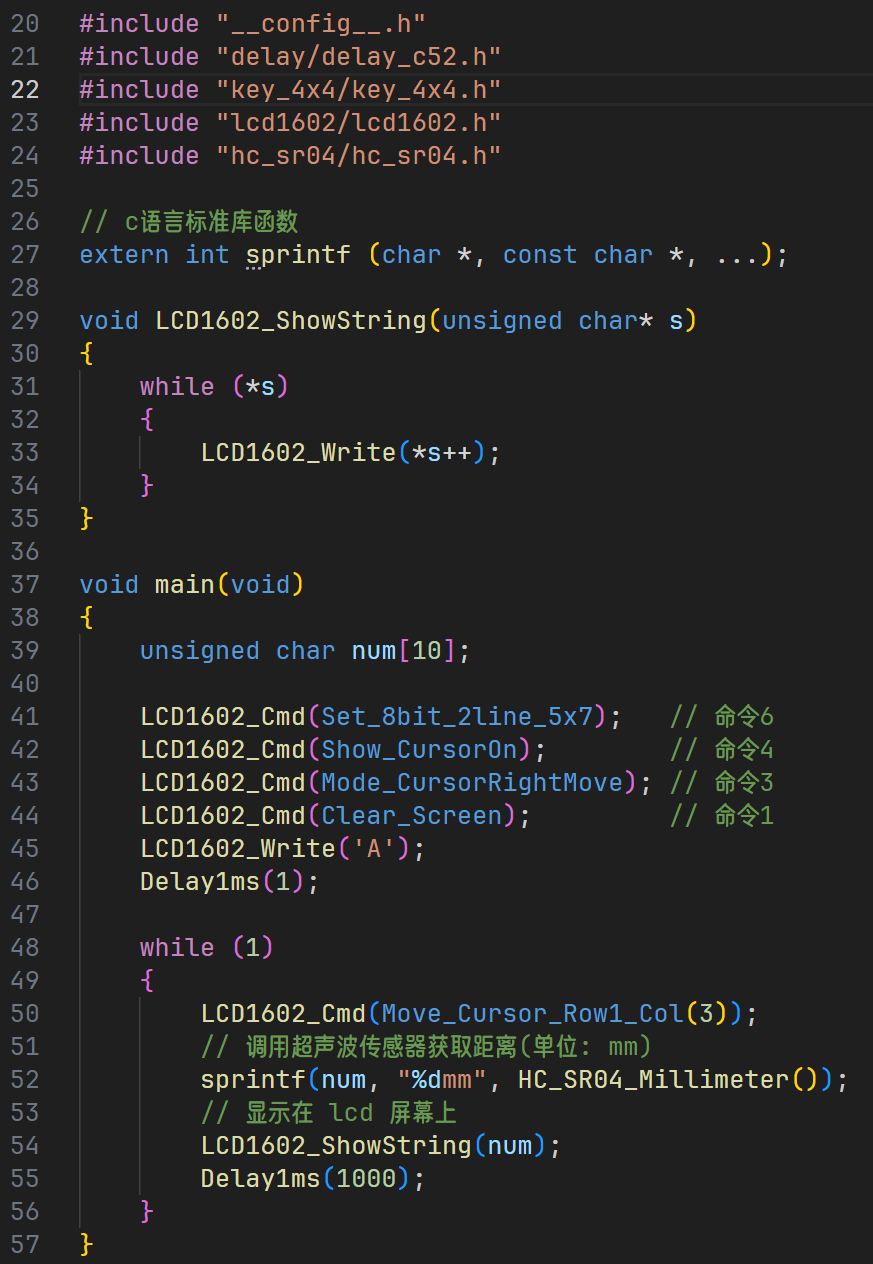 20 #include "__config__.h"
21 #include "delay/delay_c52.h"
22 #include "key_4x4/key_4x4.h"
23 #include "lcd1602/lcd1602.h"
24 #include "hc_sr04/hc_sr04.h"
25
26 // c语言标准库函数
27 extern int sprintf (char *, const char *, ...);
28
29 void LCD1602_ShowString(unsigned char* s)
30 {
31     while (*s)
32     {
33         LCD1602_Write(*s++);
34     }
35 }
36
37 void main(void)
38 {
39     unsigned char num[10];
40
41     LCD1602_Cmd(Set_8bit_2line_5x7);   // 命令6
42     LCD1602_Cmd(Show_CursorOn);        // 命令4
43     LCD1602_Cmd(Mode_CursorRightMove); // 命令3
44     LCD1602_Cmd(Clear_Screen);         // 命令1
45     LCD1602_Write('A');
46     Delay1ms(1);
47
48     while (1)
49     {
50         LCD1602_Cmd(Move_Cursor_Row1_Col(3));
51         // 调用超声波传感器获取距离(单位: mm)
52         sprintf(num, "%dmm", HC_SR04_Millimeter());
53         // 显示在 lcd 屏幕上
54         LCD1602_ShowString(num);
55         Delay1ms(1000);
56     }
57 }